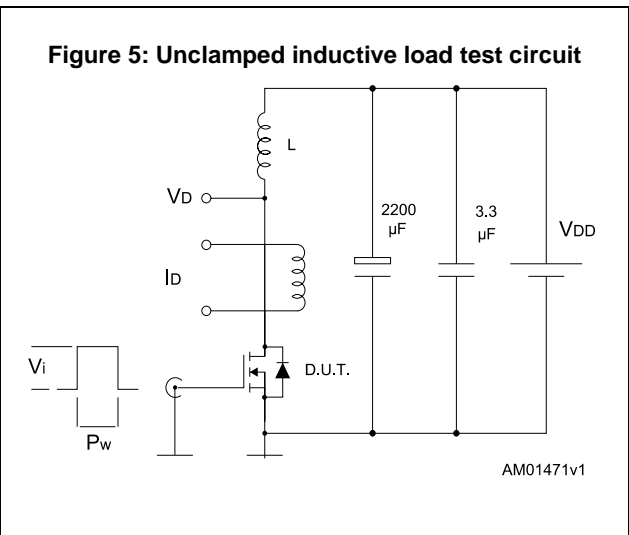 Figure 5: Unclamped inductive load test circuit
L
VD
2200
µF
3.3
µF
VDD
ID
Vi
D.U.T.
Pw
AM01471v1